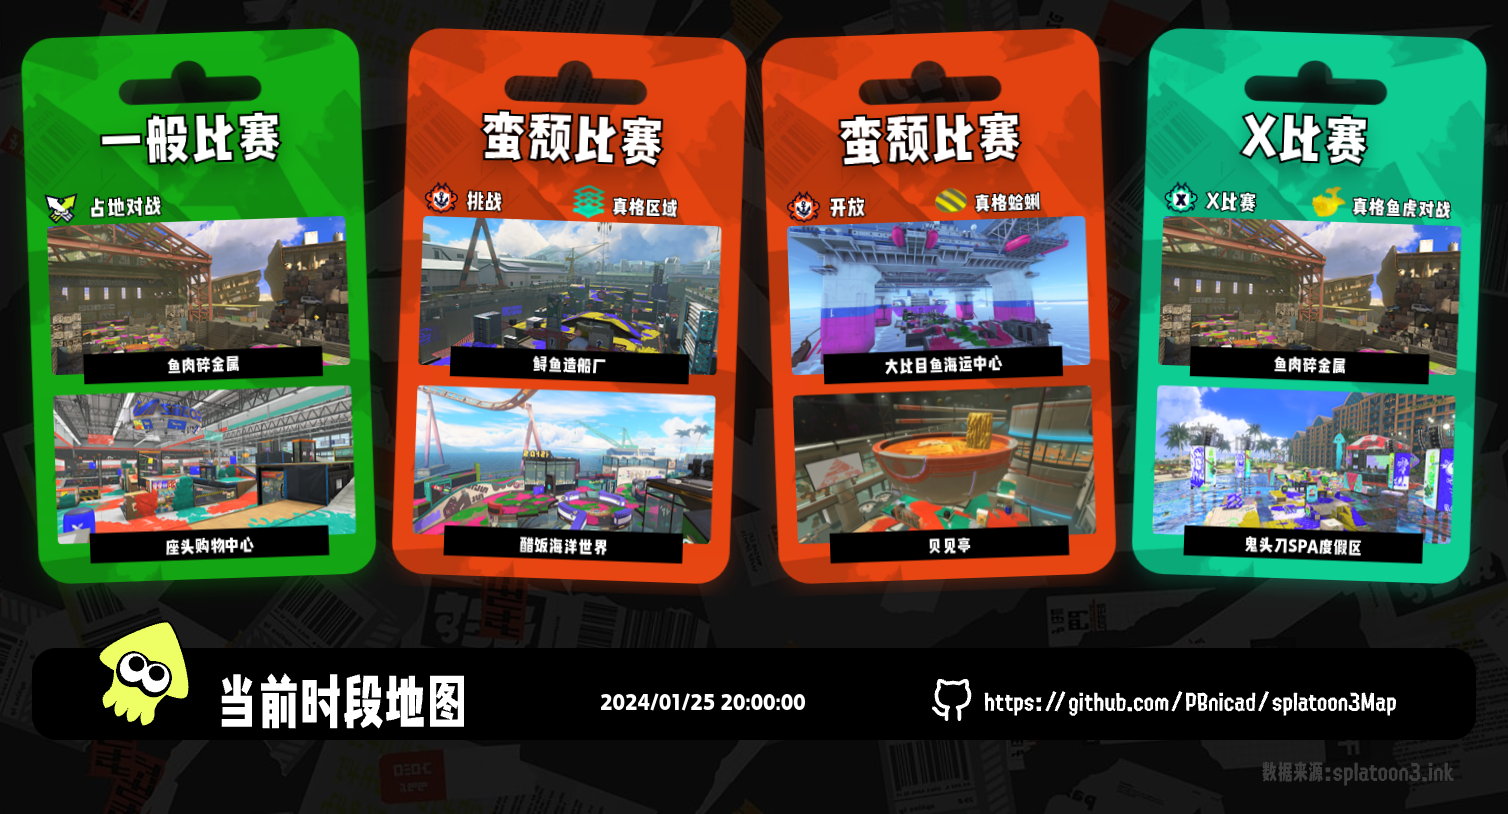 一般比赛
占地对战
鱼肉碎金属
座头购物中心
蛮颓比赛
挑战
真格区域
鲟鱼造船厂
醋饭海洋世界
蛮颓比赛
开放
真格蛤蜊
大比目鱼海运中心
贝见亭
X比赛
X比赛
真格鱼虎对战
鱼肉碎金属
鬼头刀SPA度假区
当前时段地图
2024/01/25 20:00:00
https://github.com/PBnicad/splatoon3Map
数据来源:splatoon3.ink